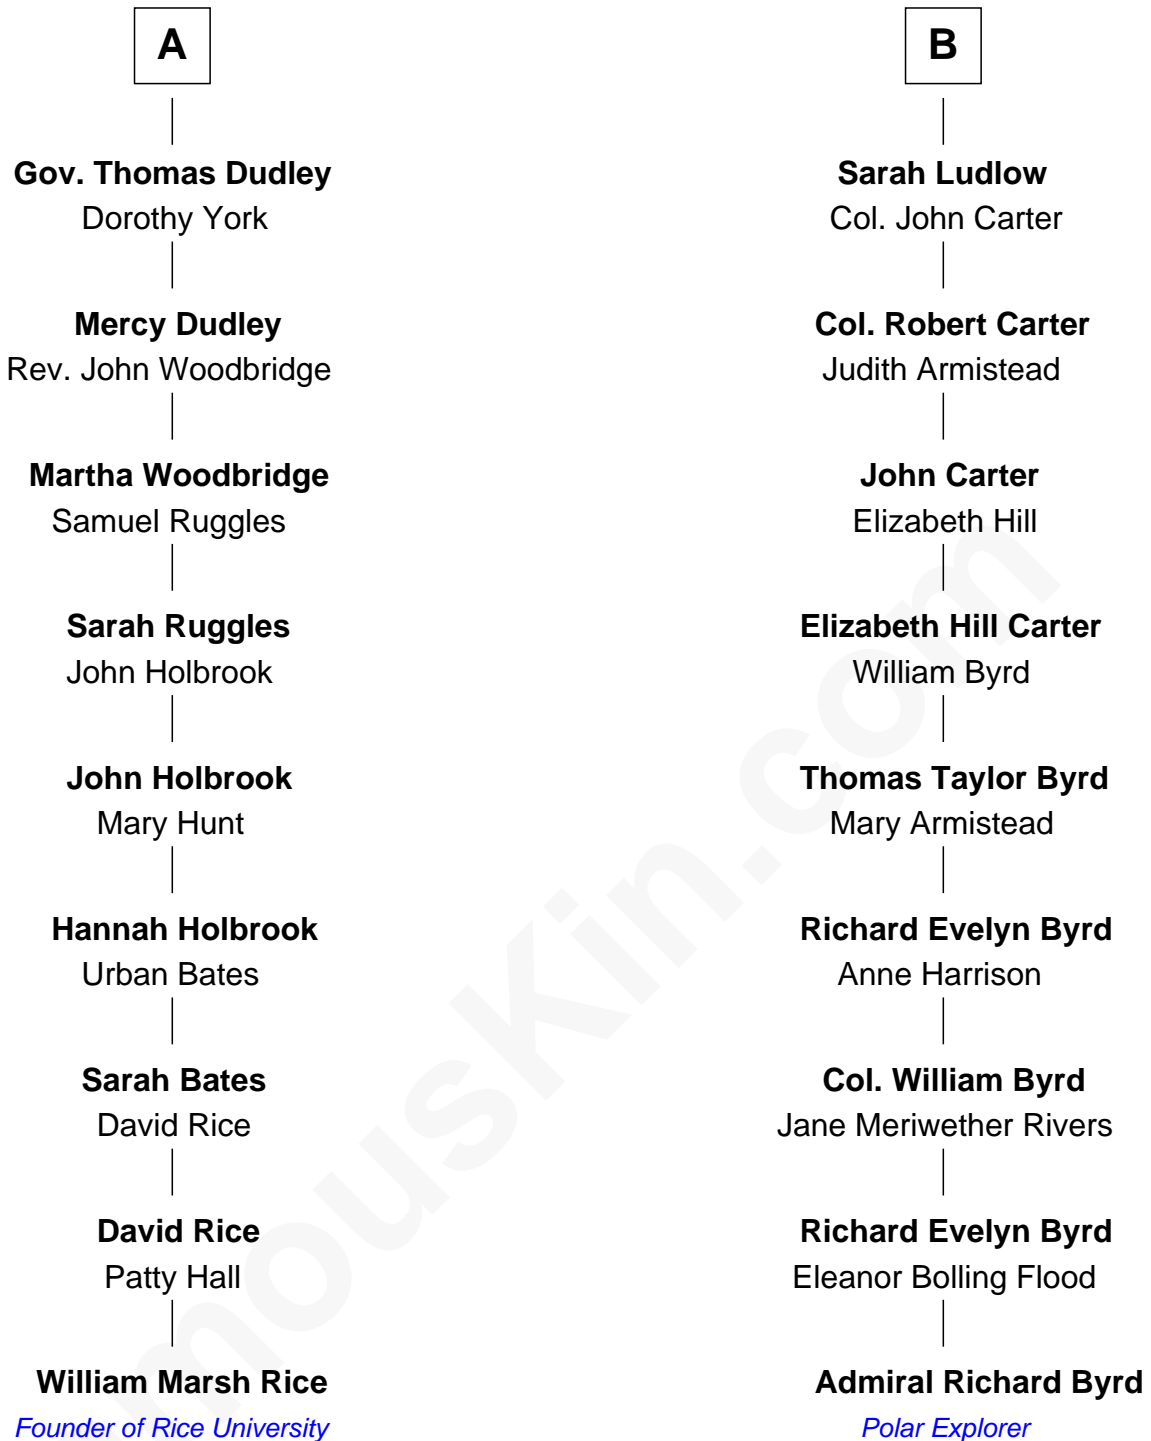 A
Gov. Thomas Dudley
Dorothy York
Mercy Dudley
Rev. John Woodbridge
Martha Woodbridge
Samuel Ruggles
Sarah Ruggles
John Holbrook
John Holbrook
Mary Hunt
Hannah Holbrook
Urban Bates
Sarah Bates
David Rice
David Rice
Patty Hall
William Marsh Rice
Founder of Rice University
B
Sarah Ludlow
Col. John Carter
Col. Robert Carter
Judith Armistead
John Carter
Elizabeth Hill
Elizabeth Hill Carter
William Byrd
Thomas Taylor Byrd
Mary Armistead
Richard Evelyn Byrd
Anne Harrison
Col. William Byrd
Jane Meriwether Rivers
Richard Evelyn Byrd
Eleanor Bolling Flood
Admiral Richard Byrd
Polar Explorer
mouskin.com